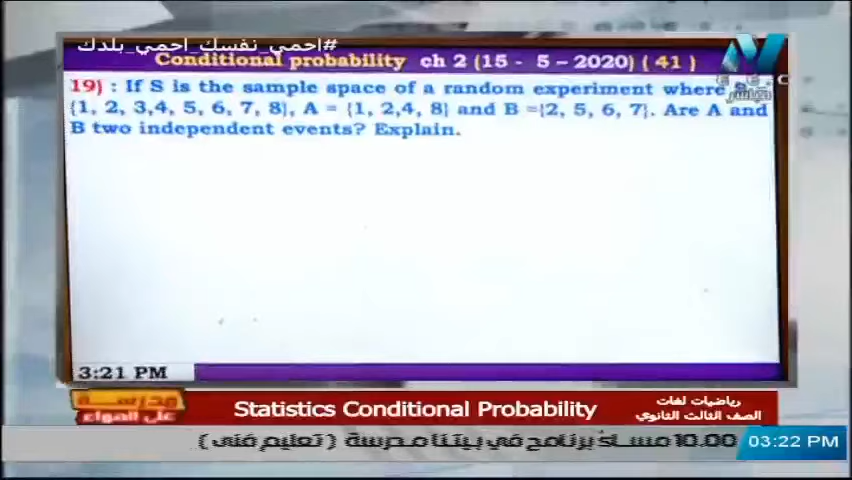 #احمي_نفسك_احمي_بلدك
Conditional probability ch 2 (15 - 5 – 2020) ( 41 )
19) : If S is the sample space of a random experiment where
{1, 2, 3,4, 5, 6, 7, 8}, A = {1, 2,4, 8} and B ={2, 5, 6, 7}. Are A and
B two independent events? Explain.
مباشر
3:21 PM
مدرسة
على الهواء
Statistics Conditional Probability
رياضيات لغات
الصف الثالث الثانوي
10.00 مساءً برنامج في بيتنا مدرسة ( تعليم فنى )
03:22 PM